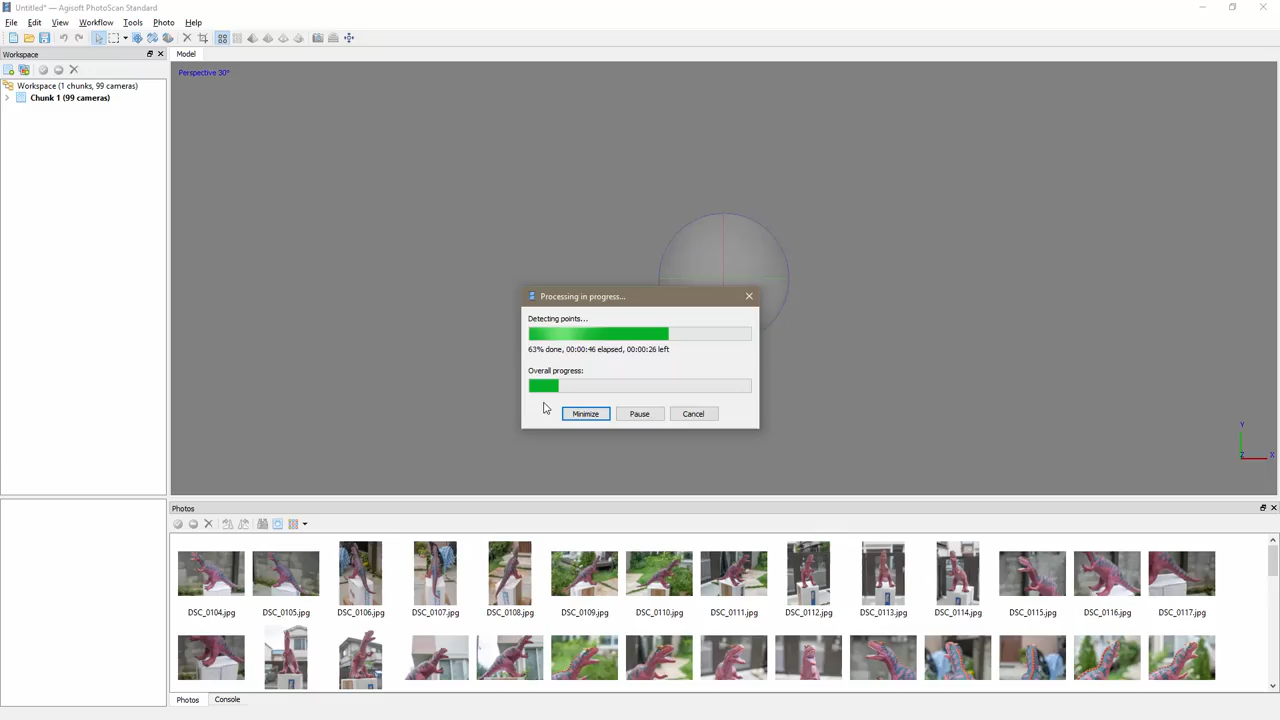 Untitled* — Agisoft PhotoScan Standard
File Edit View Workflow Tools Photo Help
Workspace
Model
Workspace (1 chunks, 99 cameras)
Chunk 1 (99 cameras)
Perspective 30°
Processing in progress...
Detecting points...
63% done, 00:00:46 elapsed, 00:00:26 left
Overall progress:
Minimize Pause Cancel
Y
Z X
Photos
DSC_0104.jpg DSC_0105.jpg DSC_0106.jpg DSC_0107.jpg DSC_0108.jpg DSC_0109.jpg DSC_0110.jpg DSC_0111.jpg DSC_0112.jpg DSC_0113.jpg DSC_0114.jpg DSC_0115.jpg DSC_0116.jpg DSC_0117.jpg
Photos Console